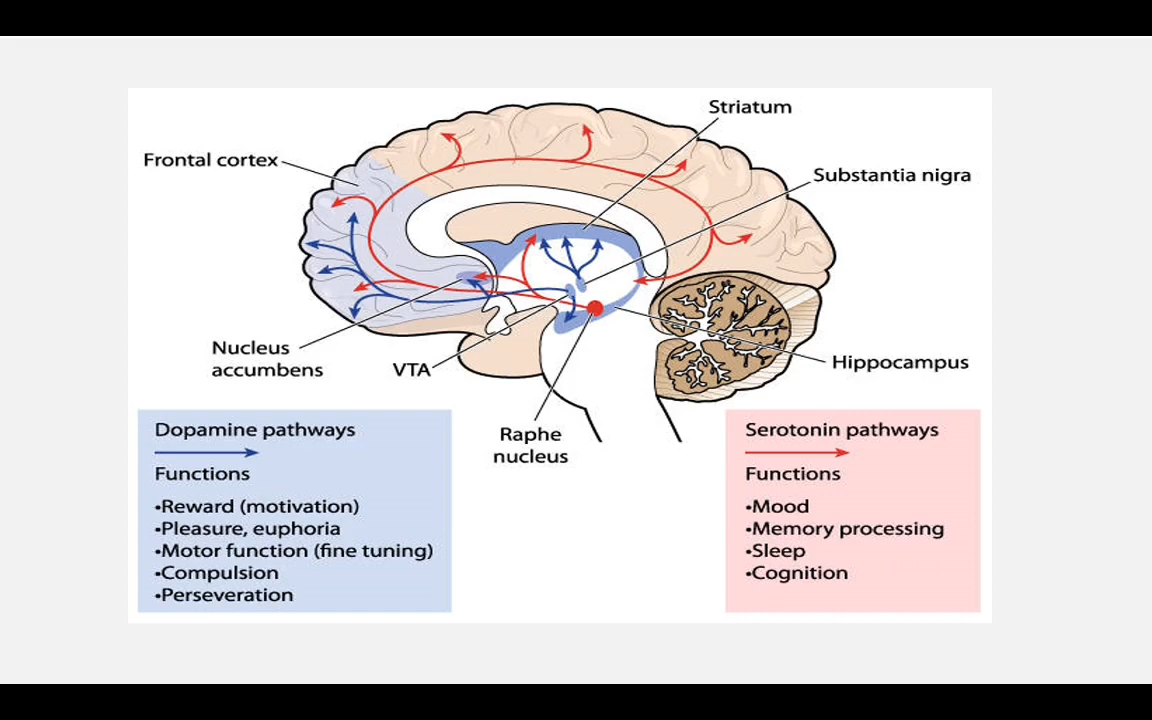 Striatum
Frontal cortex
Substantia nigra
Nucleus
accumbens
VTA
Hippocampus
Raphe
nucleus
Dopamine pathways
Functions
•Reward (motivation)
•Pleasure, euphoria
•Motor function (fine tuning)
•Compulsion
•Perseveration
Serotonin pathways
Functions
•Mood
•Memory processing
•Sleep
•Cognition